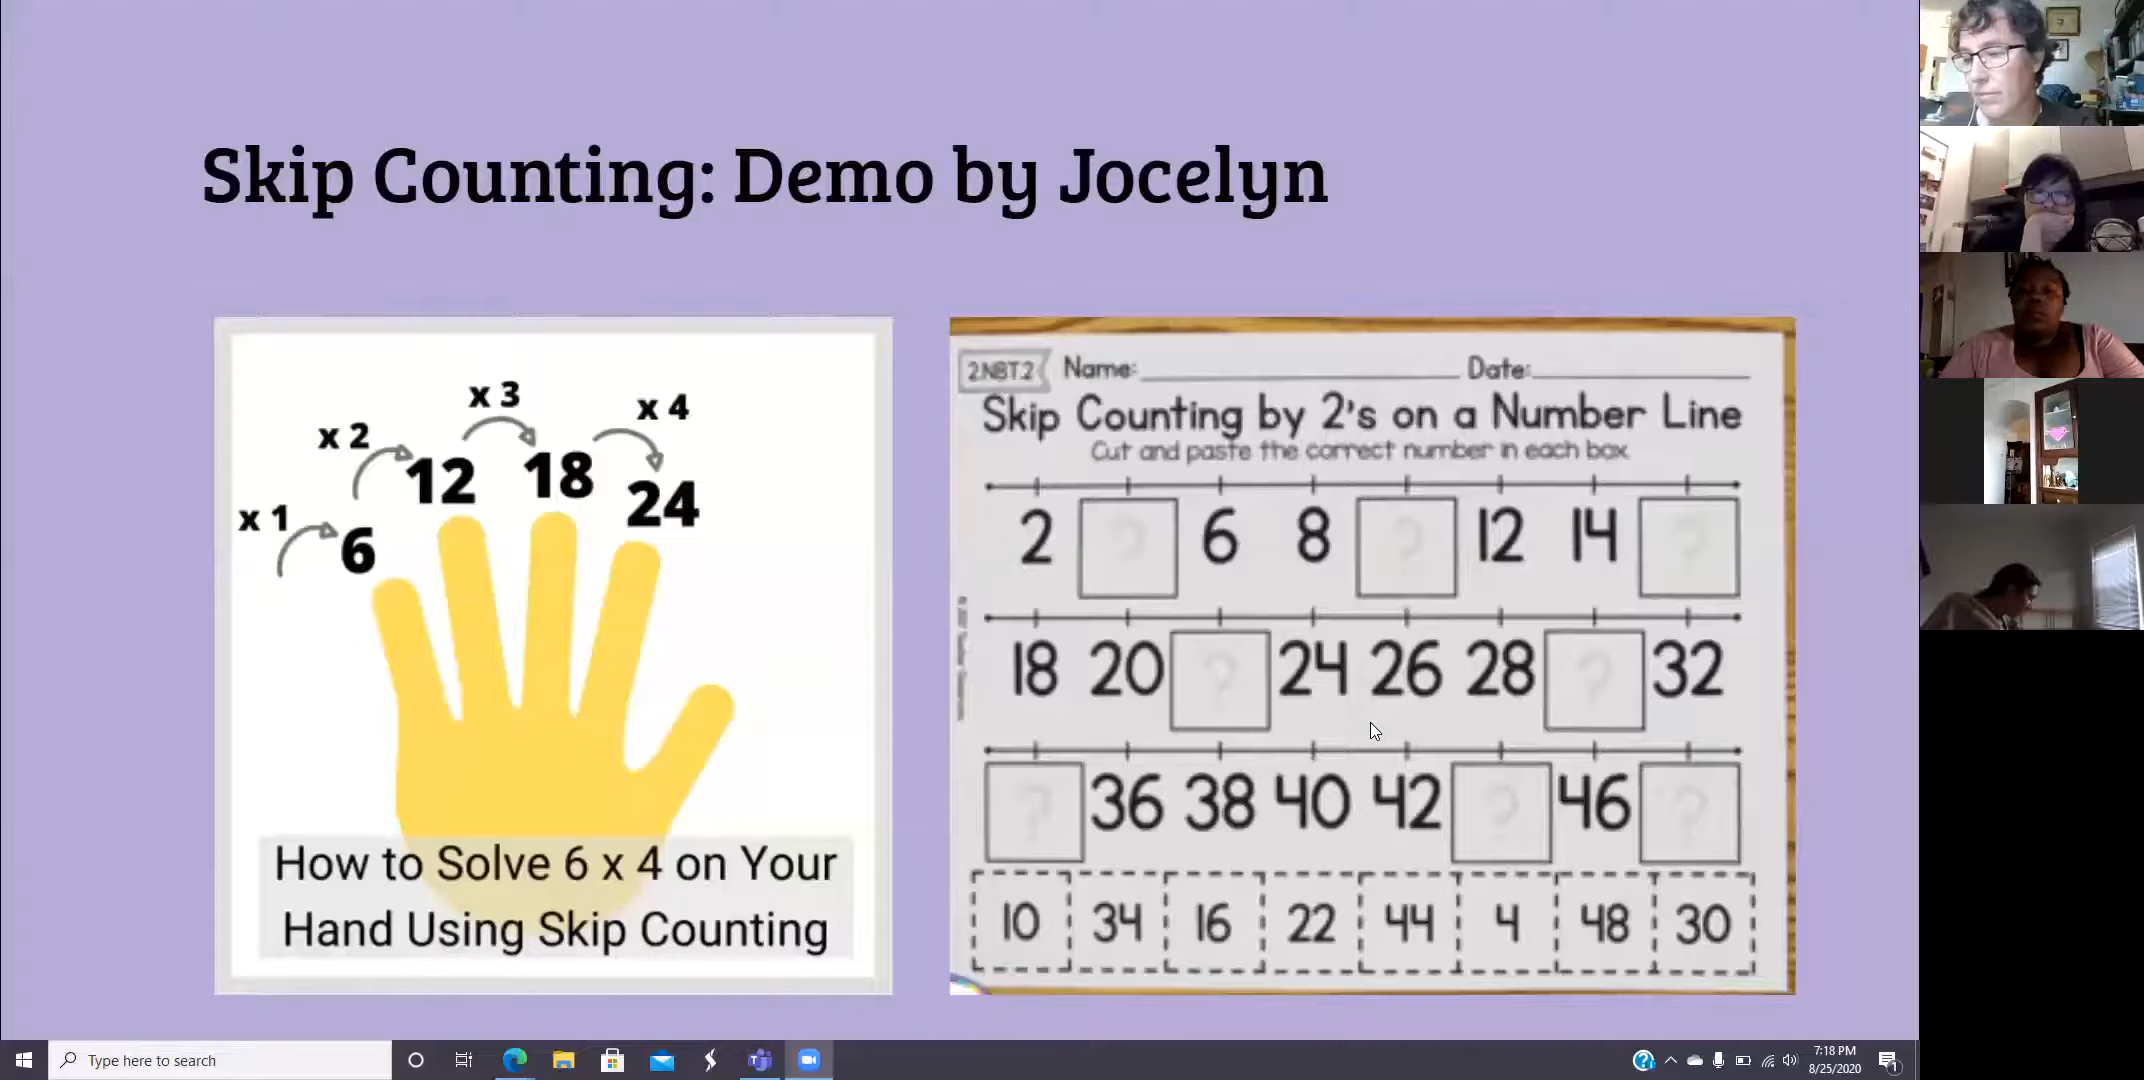 Skip Counting: Demo by Jocelyn
x 1
x 2
x 3
x 4
6
12
18
24
How to Solve 6 x 4 on Your
Hand Using Skip Counting
2.NBT.2 Name: Date:
Skip Counting by 2's on a Number Line
Cut and paste the correct number in each box.
2 ? 6 8 ? 12 14 ?
18 20 ? 24 26 28 ? 32
? 36 38 40 42 ? 46 ?
10 34 16 22 44 4 48 30
Type here to search
7:18 PM
8/25/2020